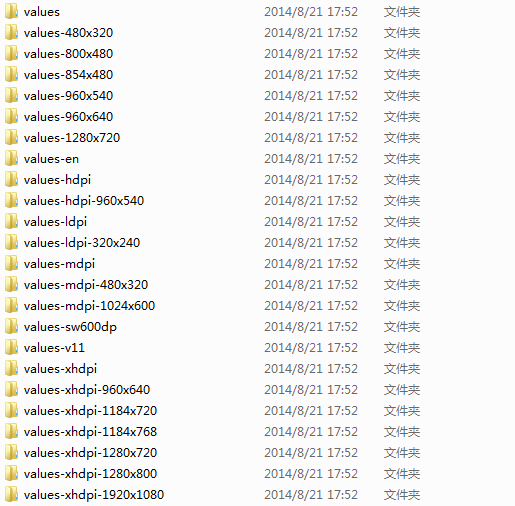 values 2014/8/21 17:52 文件夹
values-480x320 2014/8/21 17:52 文件夹
values-800x480 2014/8/21 17:52 文件夹
values-854x480 2014/8/21 17:52 文件夹
values-960x540 2014/8/21 17:52 文件夹
values-960x640 2014/8/21 17:52 文件夹
values-1280x720 2014/8/21 17:52 文件夹
values-en 2014/8/21 17:52 文件夹
values-hdpi 2014/8/21 17:52 文件夹
values-hdpi-960x540 2014/8/21 17:52 文件夹
values-ldpi 2014/8/21 17:52 文件夹
values-ldpi-320x240 2014/8/21 17:52 文件夹
values-mdpi 2014/8/21 17:52 文件夹
values-mdpi-480x320 2014/8/21 17:52 文件夹
values-mdpi-1024x600 2014/8/21 17:52 文件夹
values-sw600dp 2014/8/21 17:52 文件夹
values-v11 2014/8/21 17:52 文件夹
values-xhdpi 2014/8/21 17:52 文件夹
values-xhdpi-960x640 2014/8/21 17:52 文件夹
values-xhdpi-1184x720 2014/8/21 17:52 文件夹
values-xhdpi-1184x768 2014/8/21 17:52 文件夹
values-xhdpi-1280x720 2014/8/21 17:52 文件夹
values-xhdpi-1280x800 2014/8/21 17:52 文件夹
values-xhdpi-1920x1080 2014/8/21 17:52 文件夹